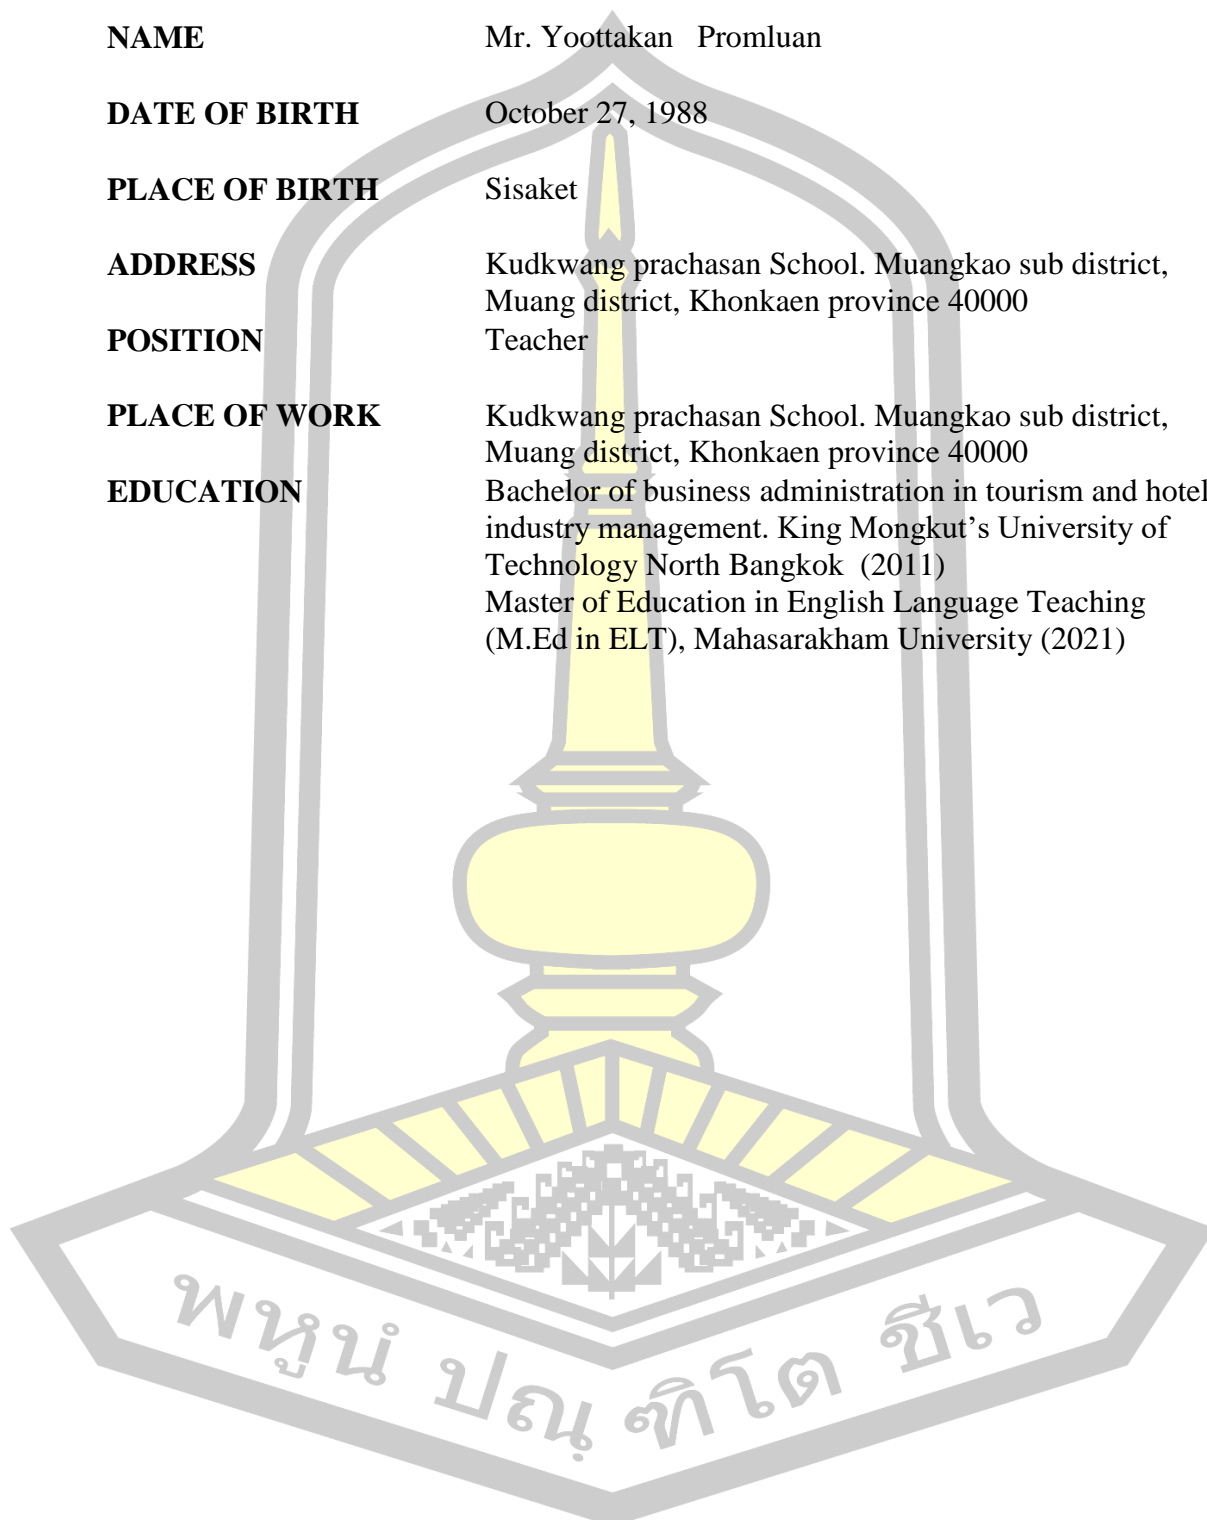 NAME Mr. Yoottakan Promluan
DATE OF BIRTH October 27, 1988
PLACE OF BIRTH Sisaket
ADDRESS Kudkwang prachasan School. Muangkao sub district,
Muang district, Khonkaen province 40000
POSITION Teacher
PLACE OF WORK Kudkwang prachasan School. Muangkao sub district,
Muang district, Khonkaen province 40000
EDUCATION Bachelor of business administration in tourism and hotel
industry management. King Mongkut’s University of
Technology North Bangkok (2011)
Master of Education in English Language Teaching
(M.Ed in ELT), Mahasarakham University (2021)
พหูนํ ปณฺ ฑิโต ชีเว